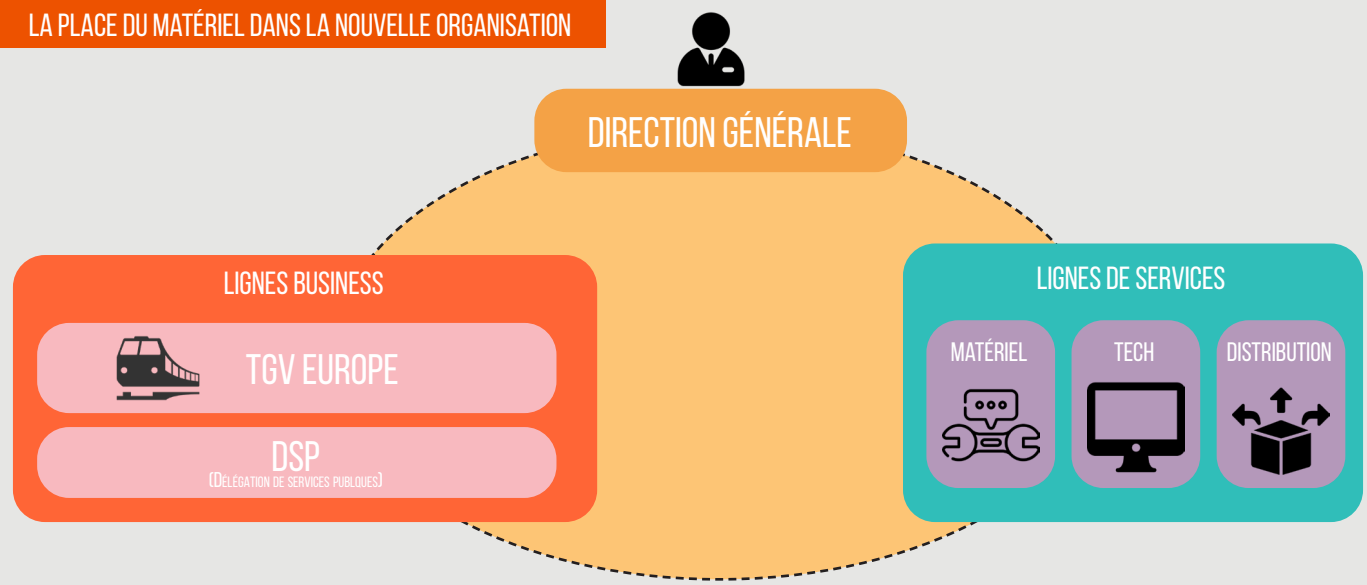 LA PLACE DU MATÉRIEL DANS LA NOUVELLE ORGANISATION
DIRECTION GÉNÉRALE
LIGNES BUSINESS
TGV EUROPE
DSP
(DÉLÉGATION DE SERVICES PUBLQUES)
LIGNES DE SERVICES
MATÉRIEL
TECH
DISTRIBUTION